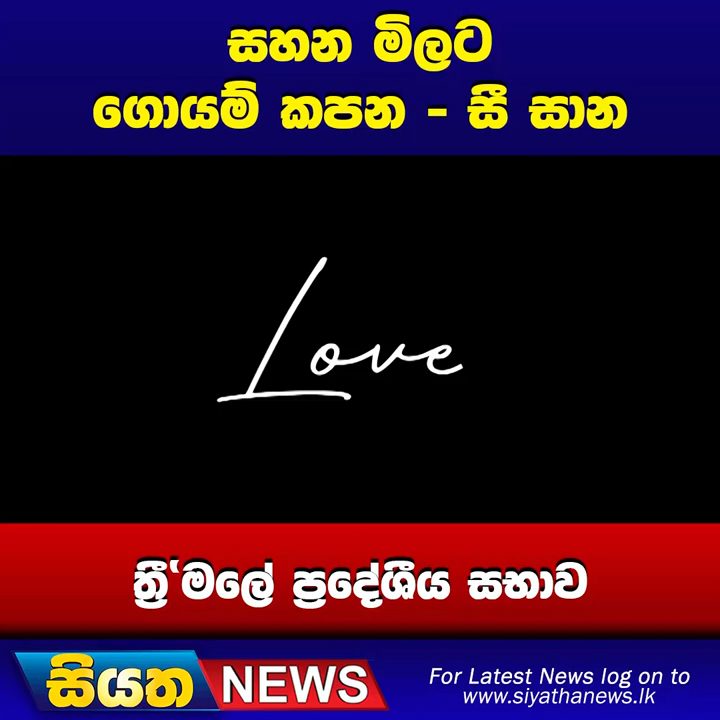 සහන මිලට
ගොයම් කපන - සී සාන
Love
ත්‍රී'මලේ ප්‍රදේශීය සභාව
සියත NEWS
For Latest News log on to
www.siyathanews.lk